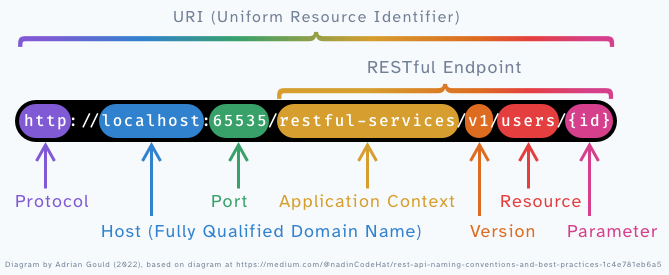 URI (Uniform Resource Identifier)
RESTful Endpoint
http://localhost:65535/restful-services/v1/users/{id}
Protocol
Port
Application Context
Resource
Host (Fully Qualified Domain Name)
Version
Parameter
Diagram by Adrian Gould (2022), based on diagram at https://medium.com/@nadinCodeHat/rest-api-naming-conventions-and-best-practices-1c4e781eb6a5